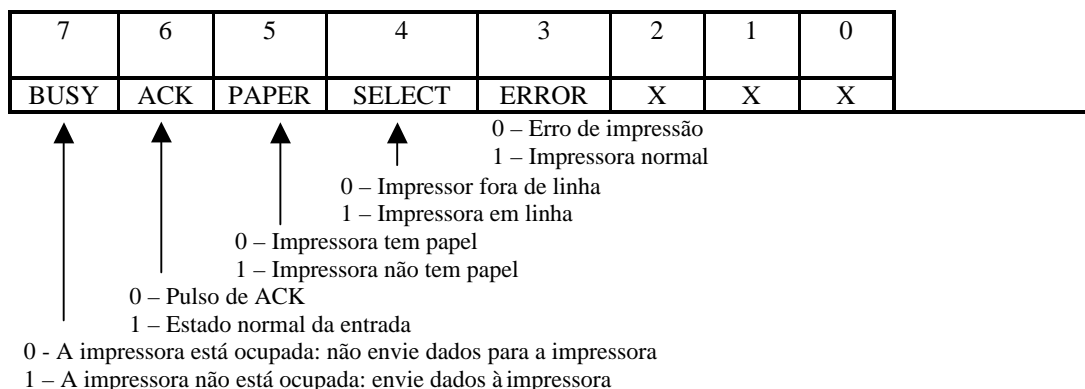 7 6 5 4 3 2 1 0
BUSY ACK PAPER SELECT ERROR X X X
0 – Erro de impressão
1 – Impressora normal
0 – Impressor fora de linha
1 – Impressora em linha
0 – Impressora tem papel
1 – Impressora não tem papel
0 – Pulso de ACK
1 – Estado normal da entrada
0 - A impressora está ocupada: não envie dados para a impressora
1 – A impressora não está ocupada: envie dados à impressora